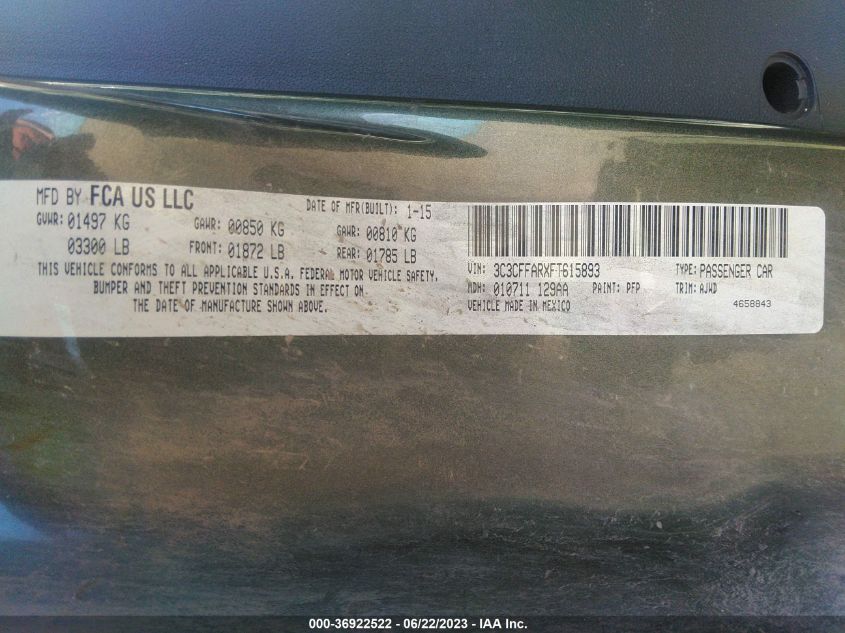 MFD BY FCA US LLC DATE OF MFR(BUILT): 1-15
GVWR: 01497 KG GAWR: 00850 KG GAWR: 00810 KG
03300 LB FRONT: 01872 LB REAR: 01785 LB
THIS VEHICLE CONFORMS TO ALL APPLICABLE U.S.A. FEDERAL MOTOR VEHICLE SAFETY,
BUMPER AND THEFT PREVENTION STANDARDS IN EFFECT ON
THE DATE OF MANUFACTURE SHOWN ABOVE.
VIN: 3C3CFFARXFT615893 TYPE: PASSENGER CAR
MDH: 010711 129AA PAINT: PFP TRIM: AJWD
VEHICLE MADE IN MEXICO 4658843
000-36922522 - 06/22/2023 - IAA Inc.